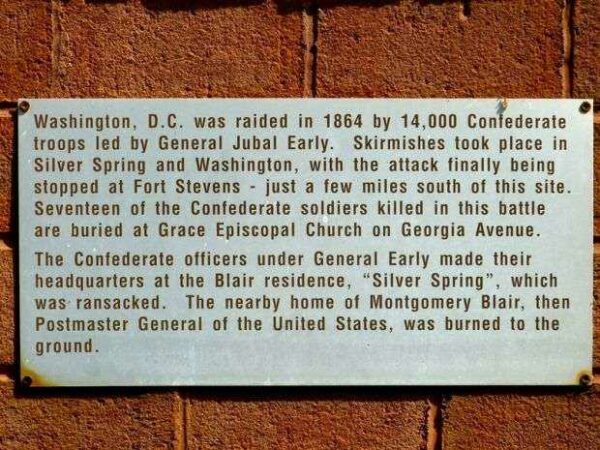 Washington, D.C. was raided in 1864 by 14,000 Confederate
troops led by General Jubal Early. Skirmishes took place in
Silver Spring and Washington, with the attack finally being
stopped at Fort Stevens - just a few miles south of this site.
Seventeen of the Confederate soldiers killed in this battle
are buried at Grace Episcopal Church on Georgia Avenue.
The Confederate officers under General Early made their
headquarters at the Blair residence, “Silver Spring”, which
was ransacked. The nearby home of Montgomery Blair, then
Postmaster General of the United States, was burned to the
ground.